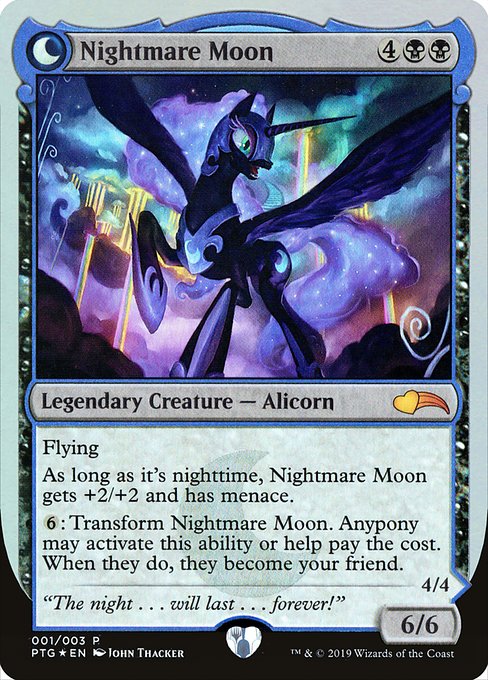 Nightmare Moon 4
Legendary Creature — Alicorn
Flying
As long as it's nighttime, Nightmare Moon
gets +2/+2 and has menace.
6: Transform Nightmare Moon. Anypony
may activate this ability or help pay the cost.
When they do, they become your friend.
4/4
“The night . . . will last . . . forever!”
6/6
001/003 P
PTG ★ EN John Thacker
™ & © 2019 Wizards of the Coast